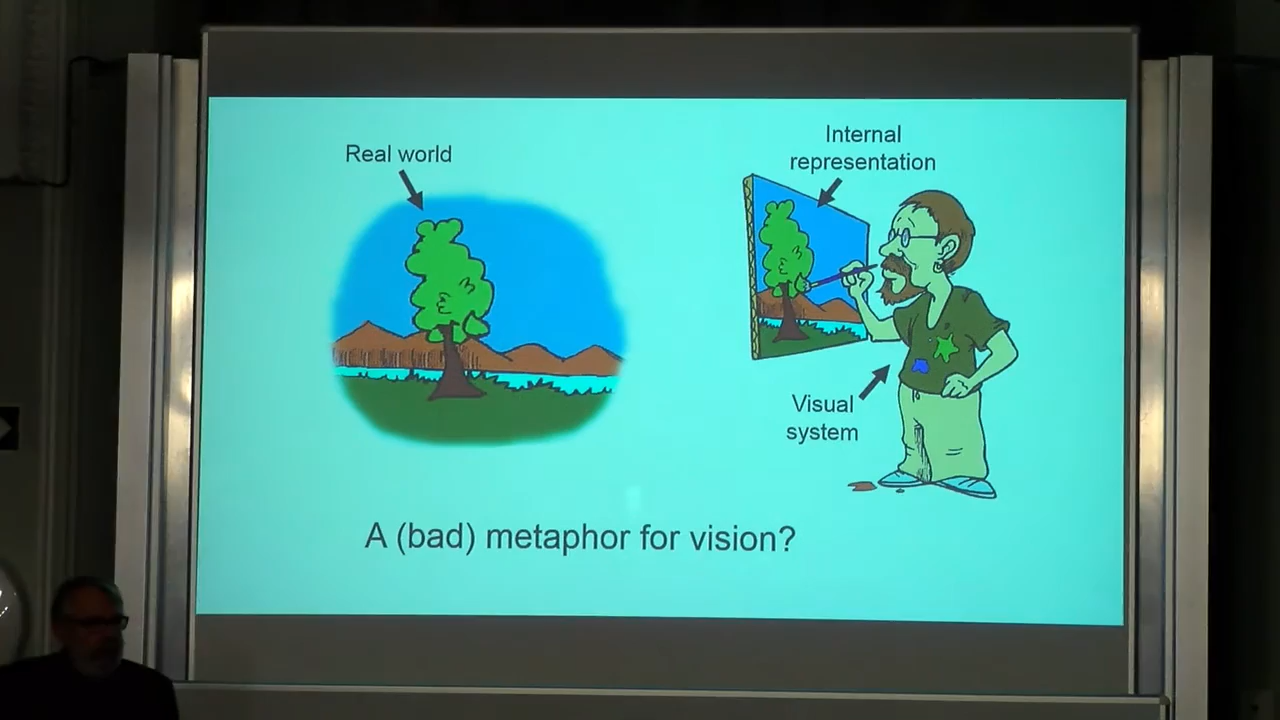 Real world
Internal
representation
Visual
system
A (bad) metaphor for vision?